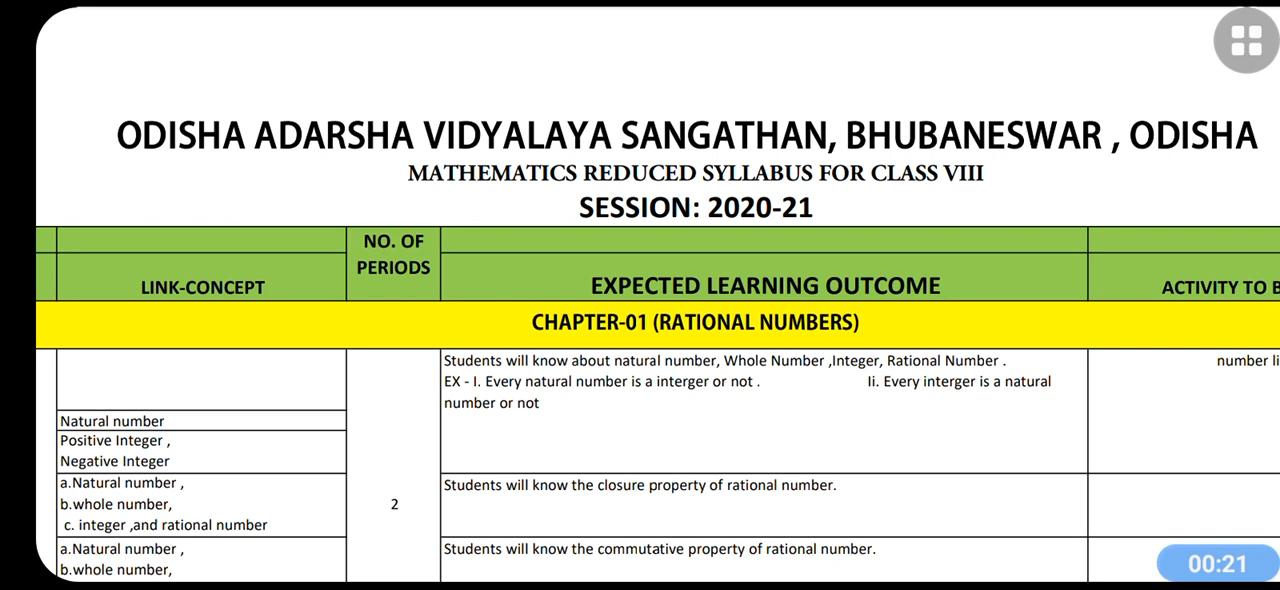 ODISHA ADARSHA VIDYALAYA SANGATHAN, BHUBANESWAR , ODISHA
MATHEMATICS REDUCED SYLLABUS FOR CLASS VIII
SESSION: 2020-21
NO. OF
PERIODS
LINK-CONCEPT
EXPECTED LEARNING OUTCOME
ACTIVITY TO
CHAPTER-01 (RATIONAL NUMBERS)
Students will know about natural number, Whole Number ,Integer, Rational Number .
number li
EX - I. Every natural number is a interger or not . Ii. Every interger is a natural
number or not
Natural number
Positive Integer ,
Negative Integer
a.Natural number ,
b.whole number,
c. integer ,and rational number
2
Students will know the closure property of rational number.
a.Natural number ,
b.whole number,
Students will know the commutative property of rational number.
00:21